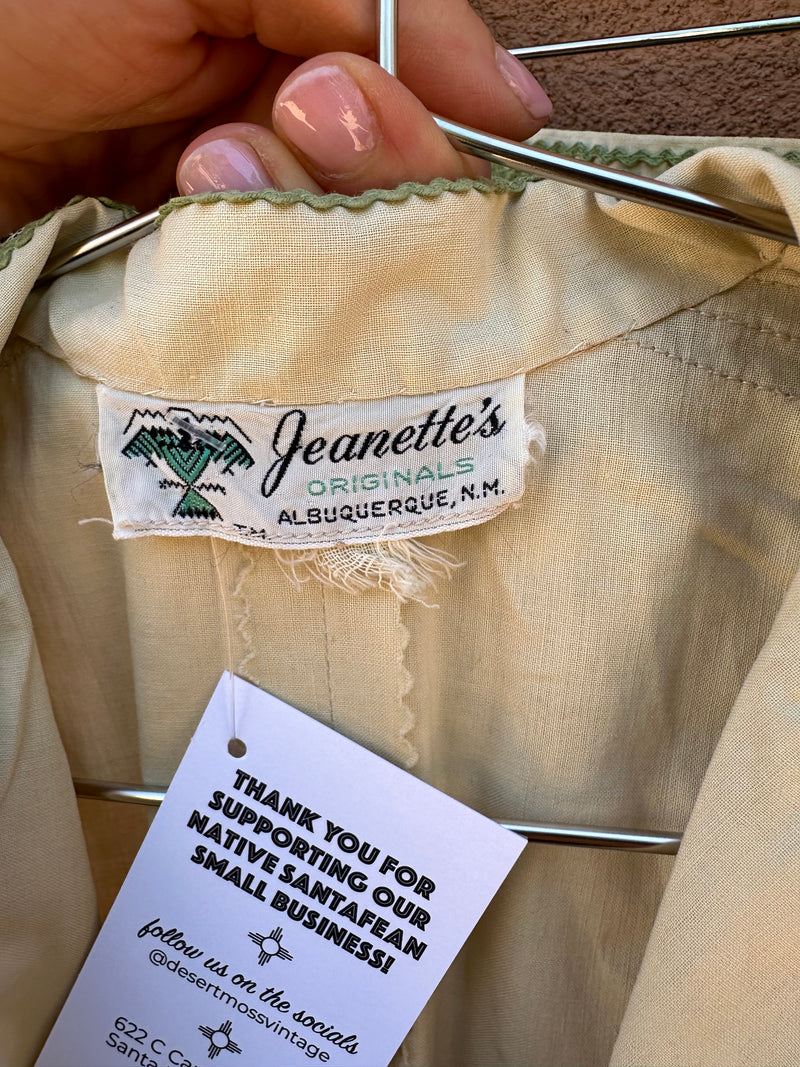 Jeanette's
ORIGINALS
ALBUQUERQUE, N.M.
TM
THANK YOU FOR
SUPPORTING OUR
NATIVE SANTAFEAN
SMALL BUSINESS!
follow us on the socials
@desertmossvintage
622 C
Santa